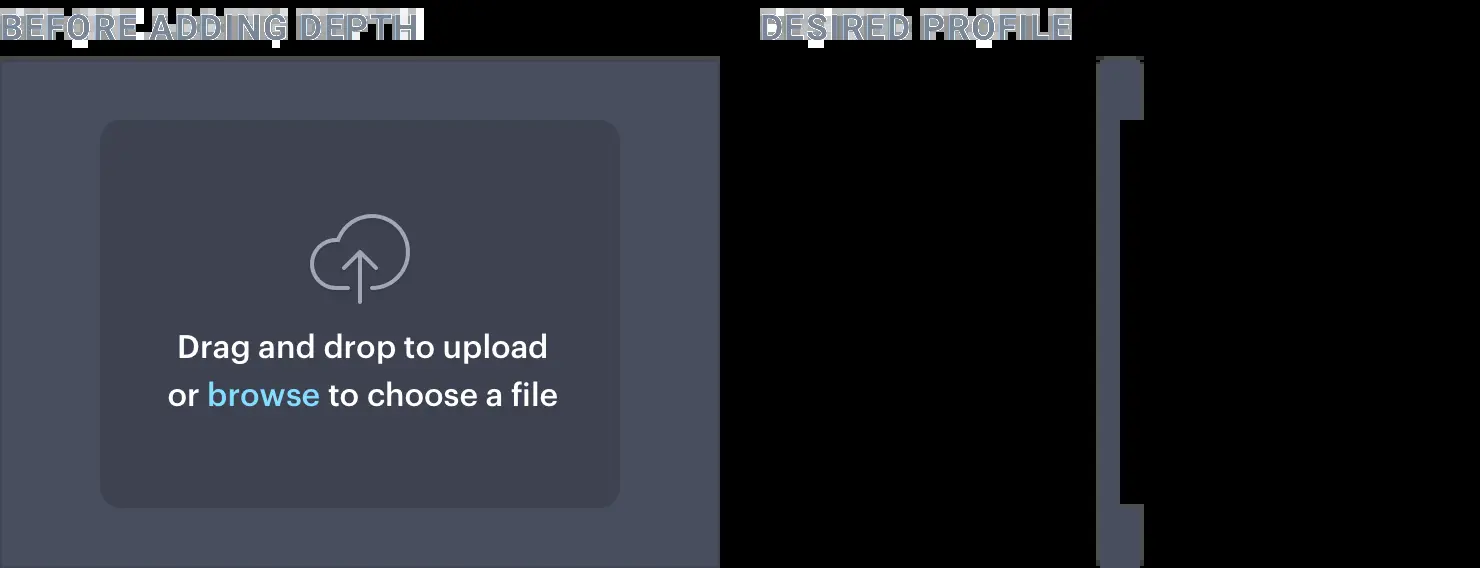 BEFORE ADDING DEPTH
DESIRED PROFILE
Drag and drop to upload
or browse to choose a file